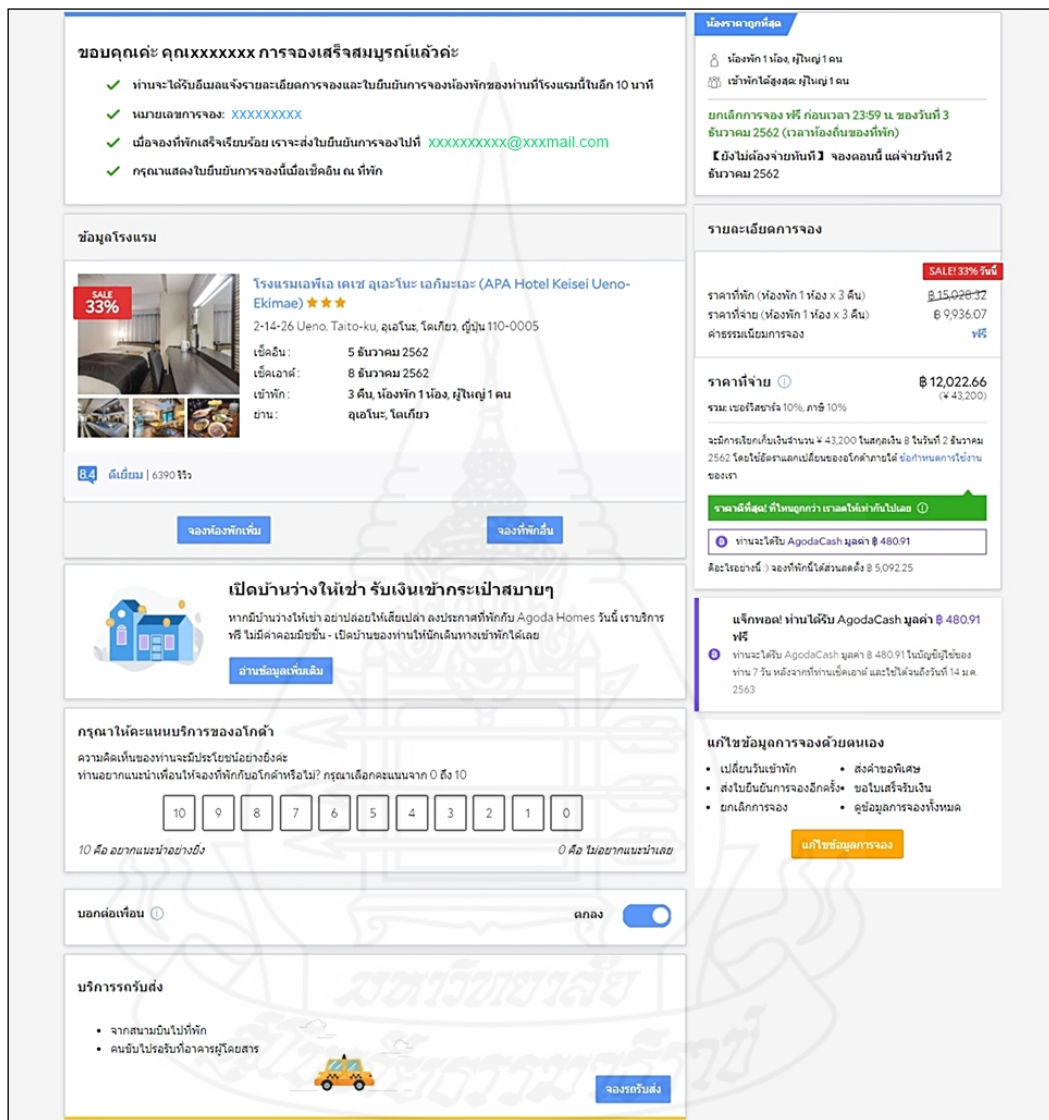 ขอบคุณค่ะ คุณxxxxxxx การจองเสร็จสมบูรณ์แล้วค่ะ
ท่านจะได้รับอีเมลแจ้งรายละเอียดการจองและใบยืนยันการจองห้องพักของท่านที่โรงแรมนี้ในอีก 10 นาที
หมายเลขการจอง: XXXXXXXXX
เมื่อจองที่พักเสร็จเรียบร้อย เราจะส่งใบยืนยันการจองไปที่ xxxxxxxxxx@xxxmail.com
กรุณาแสดงใบยืนยันการจองนี้เมื่อเช็คอิน ณ ที่พัก
ข้อมูลโรงแรม
SALE
33%
โรงแรมเอพีเอ เคเซ อุเอะโนะ เอกิมะเอะ (APA Hotel Keisei Ueno-
Ekimae)
2-14-26 Ueno, Taito-ku, อุเอโนะ, โตเกียว, ญี่ปุ่น 110-0005
เช็คอิน: 5 ธันวาคม 2562
เช็คเอาต์: 8 ธันวาคม 2562
เข้าพัก: 3 คืน, ห้องพัก 1 ห้อง, ผู้ใหญ่ 1 คน
ย่าน: อุเอโนะ, โตเกียว
8.4 ดีเยี่ยม | 6390 รีวิว
จองห้องพักเพิ่ม
จองที่พักอื่น
เปิดบ้านว่างให้เช่า รับเงินเข้ากระเป๋าสบายๆ
หากมีบ้านว่างให้เช่า อย่าปล่อยให้เสียเปล่า ลงประกาศที่พักกับ Agoda Homes วันนี้ เราบริการ
ฟรี ไม่มีค่าคอมมิชชั่น - เปิดบ้านของท่านให้นักเดินทางเข้าพักได้เลย
อ่านข้อมูลเพิ่มเติม
กรุณาให้คะแนนบริการของอโกด้า
ความคิดเห็นของท่านจะมีประโยชน์อย่างยิ่งค่ะ
ท่านอยากแนะนำเพื่อนให้จองที่พักกับอโกด้าหรือไม่? กรุณาเลือกคะแนนจาก 0 ถึง 10
10 9 8 7 6 5 4 3 2 1 0
10 คือ อยากแนะนำอย่างยิ่ง
0 คือ ไม่อยากแนะนำเลย
บอกต่อเพื่อน
ตกลง
บริการรถรับส่ง
จากสนามบินไปที่พัก
คนขับไปรอรับที่อาคารผู้โดยสาร
จองรถรับส่ง
ห้องราคาถูกที่สุด
ห้องพัก 1 ห้อง, ผู้ใหญ่ 1 คน
เข้าพักได้สูงสุด: ผู้ใหญ่ 1 คน
ยกเลิกการจอง ฟรี ก่อนเวลา 23:59 น. ของวันที่ 3
ธันวาคม 2562 (เวลาท้องถิ่นของที่พัก)
【ยังไม่ต้องจ่ายทันที】 จองตอนนี้ แต่จ่ายวันที่ 2
ธันวาคม 2562
รายละเอียดการจอง
SALE! 33% วันนี้
ราคาที่พัก (ห้องพัก 1 ห้อง x 3 คืน) ฿ 15,028.32
ราคาที่จ่าย (ห้องพัก 1 ห้อง x 3 คืน) ฿ 9,936.07
ค่าธรรมเนียมการจอง ฟรี
ราคาที่จ่าย ฿ 12,022.66
(¥ 43,200)
รวม: เซอร์วิสชาร์จ 10%, ภาษี 10%
จะมีการเรียกเก็บเงินจำนวน ¥ 43,200 ในสกุลเงิน ฿ ในวันที่ 2 ธันวาคม
2562 โดยใช้อัตราแลกเปลี่ยนของอโกด้าภายใต้ ข้อกำหนดการใช้งาน
ของเรา
ราคาดีที่สุด! ที่ไหนถูกกว่า เราลดให้เท่ากันไปเลย
ท่านจะได้รับ AgodaCash มูลค่า ฿ 480.91
ดีอะไรอย่างนี้ :) จองที่พักนี้ได้ส่วนลดตั้ง ฿ 5,092.25
แจ็กพอต! ท่านได้รับ AgodaCash มูลค่า ฿ 480.91
ฟรี
ท่านจะได้รับ AgodaCash มูลค่า ฿ 480.91 ในบัญชีผู้ใช้ของ
ท่าน 7 วัน หลังจากที่ท่านเช็คเอาต์ และใช้ได้จนถึงวันที่ 14 ม.ค.
2563
แก้ไขข้อมูลการจองด้วยตนเอง
เปลี่ยนวันเข้าพัก
ส่งใบยืนยันการจองอีกครั้ง
ยกเลิกการจอง
ส่งคำขอพิเศษ
ขอใบเสร็จรับเงิน
ดูข้อมูลการจองทั้งหมด
แก้ไขข้อมูลการจอง
มหาวิทยาลัย
สุโขทัยธรรมาธิราช